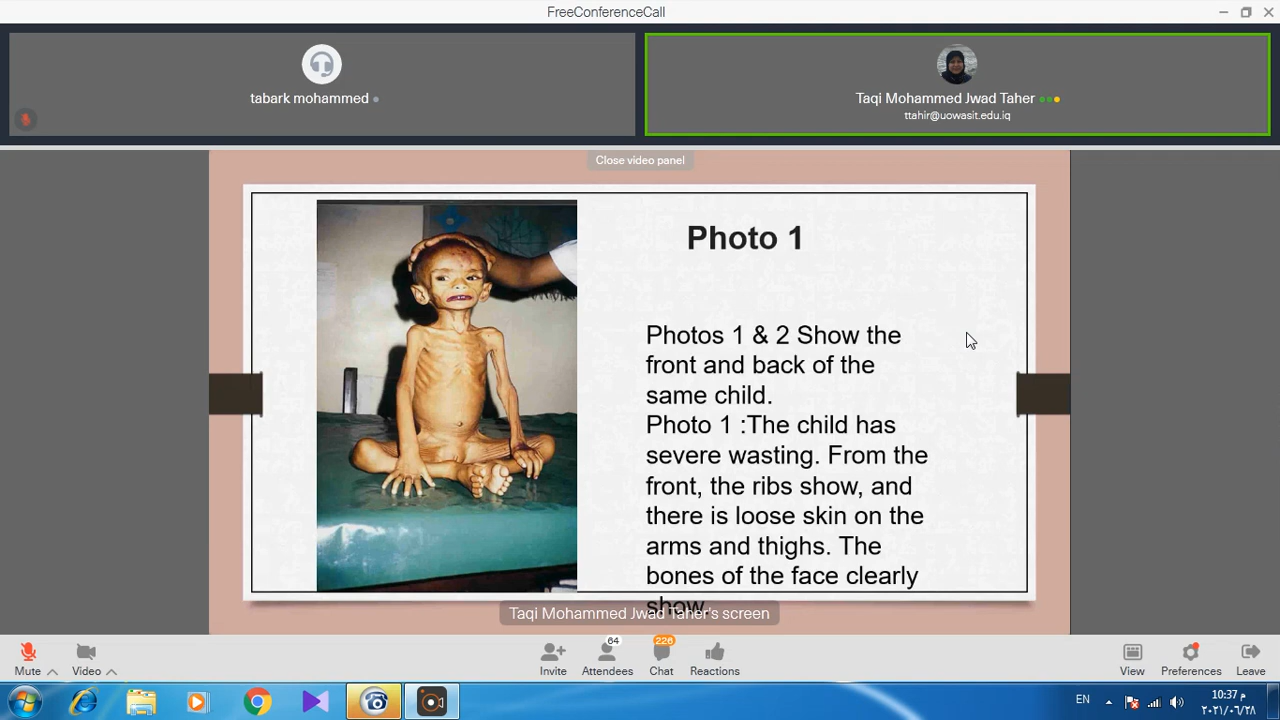 FreeConferenceCall
tabark mohammed
Taqi Mohammed Jwad Taher
ttahir@uowasit.edu.iq
Close video panel
Photo 1
Photos 1 & 2 Show the
front and back of the
same child.
Photo 1 :The child has
severe wasting. From the
front, the ribs show, and
there is loose skin on the
arms and thighs. The
bones of the face clearly
show.
Taqi Mohammed Jwad Taher's screen
64
226
Mute
Video
Invite
Attendees
Chat
Reactions
View
Preferences
Leave
EN
10:37 م
٢٠٢١/٠٦/٢٨